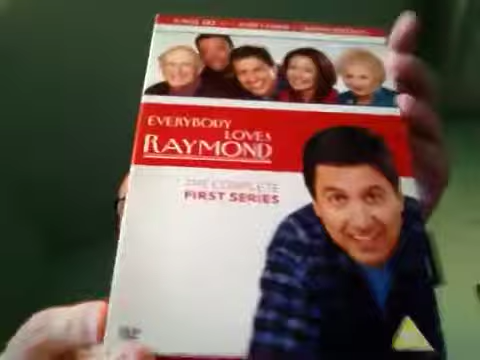 EVERYBODY
LOVES
RAYMOND
THE COMPLETE
FIRST SERIES